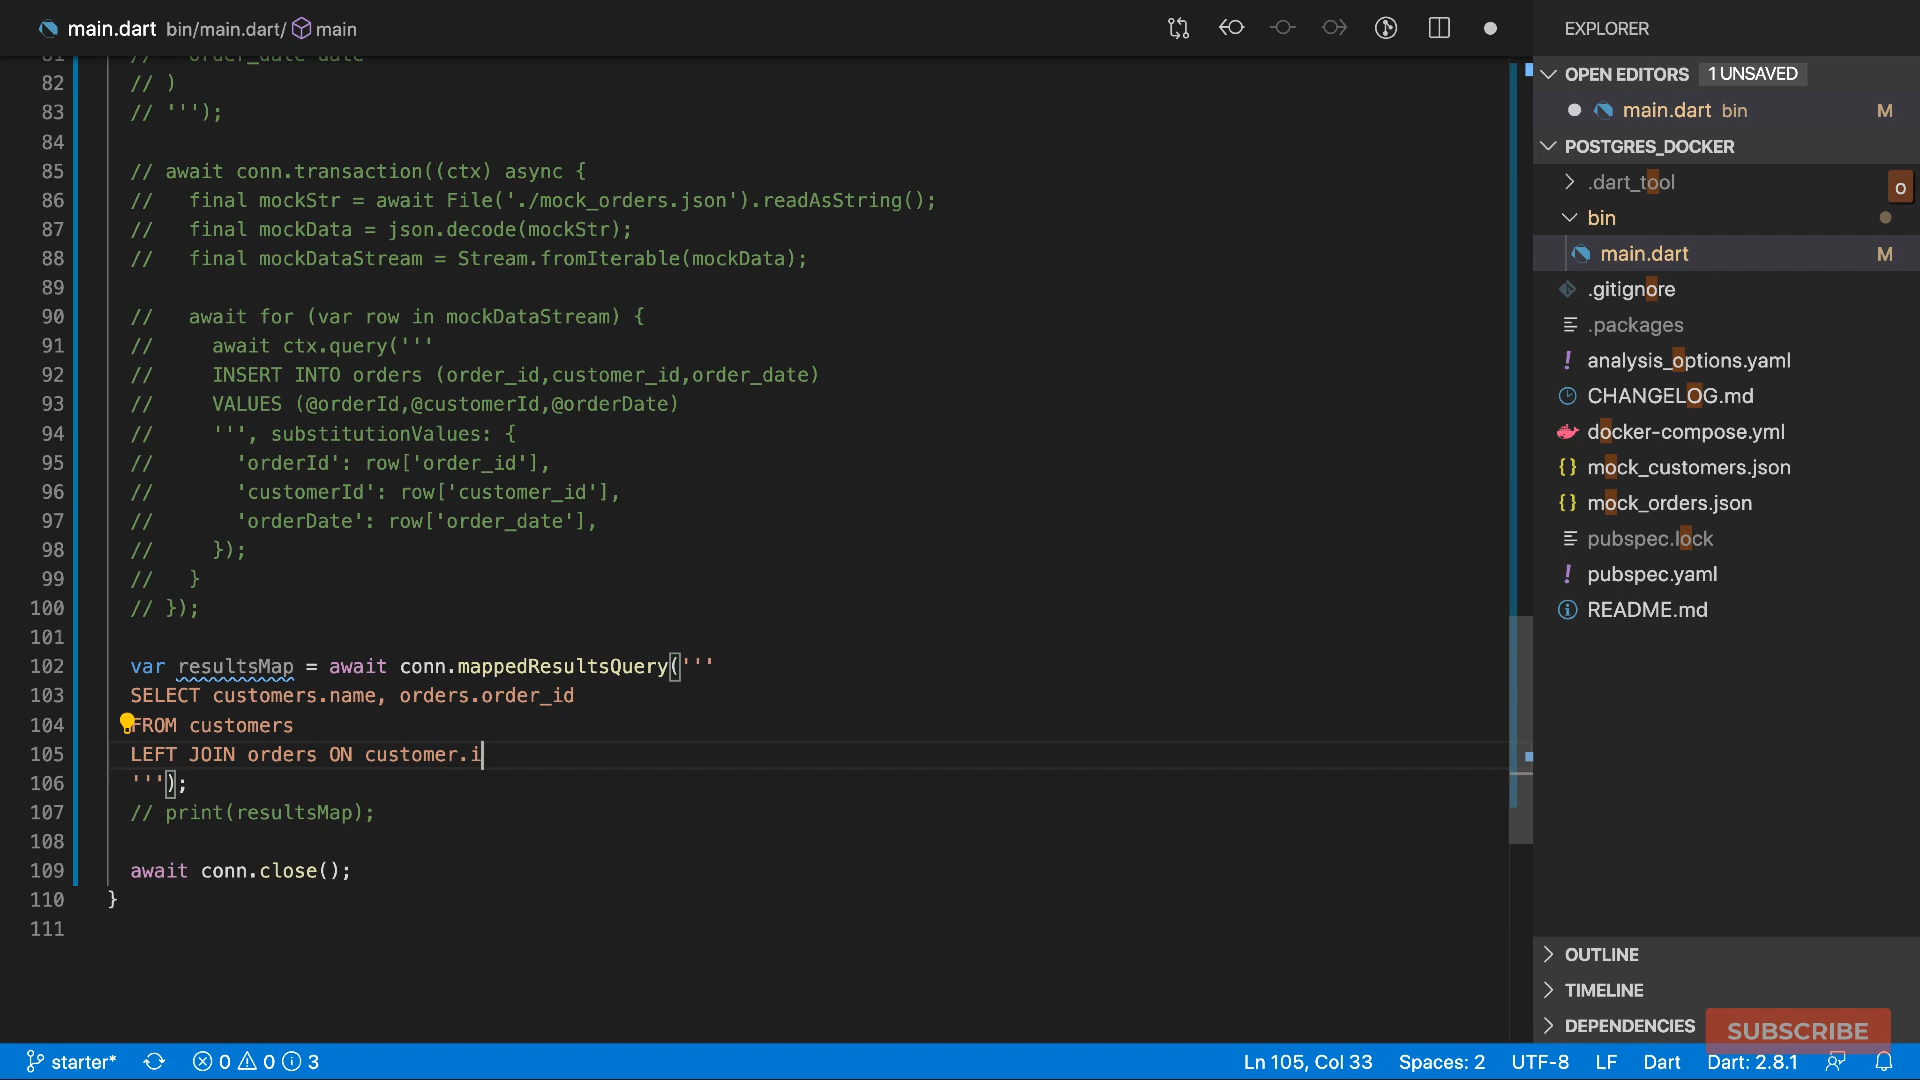 main.dart bin/main.dart/ main
81 // order_date date
82 // )
83 // ''');
84
85 // await conn.transaction((ctx) async {
86 // final mockStr = await File('./mock_orders.json').readAsString();
87 // final mockData = json.decode(mockStr);
88 // final mockDataStream = Stream.fromIterable(mockData);
89
90 // await for (var row in mockDataStream) {
91 // await ctx.query('''
92 // INSERT INTO orders (order_id,customer_id,order_date)
93 // VALUES (@orderId,@customerId,@orderDate)
94 // ''', substitutionValues: {
95 // 'orderId': row['order_id'],
96 // 'customerId': row['customer_id'],
97 // 'orderDate': row['order_date'],
98 // });
99 // }
100 // });
101
102 var resultsMap = await conn.mappedResultsQuery('''
103 SELECT customers.name, orders.order_id
104 FROM customers
105 LEFT JOIN orders ON customer.i
106 ''');
107 // print(resultsMap);
108
109 await conn.close();
110 }
111
EXPLORER
OPEN EDITORS 1 UNSAVED
main.dart bin M
POSTGRES_DOCKER
.dart_tool
o
bin
main.dart M
.gitignore
.packages
analysis_options.yaml
CHANGELOG.md
docker-compose.yml
mock_customers.json
mock_orders.json
pubspec.lock
pubspec.yaml
README.md
OUTLINE
TIMELINE
DEPENDENCIES
SUBSCRIBE
starter* 0 0 3
Ln 105, Col 33 Spaces: 2 UTF-8 LF Dart Dart: 2.8.1